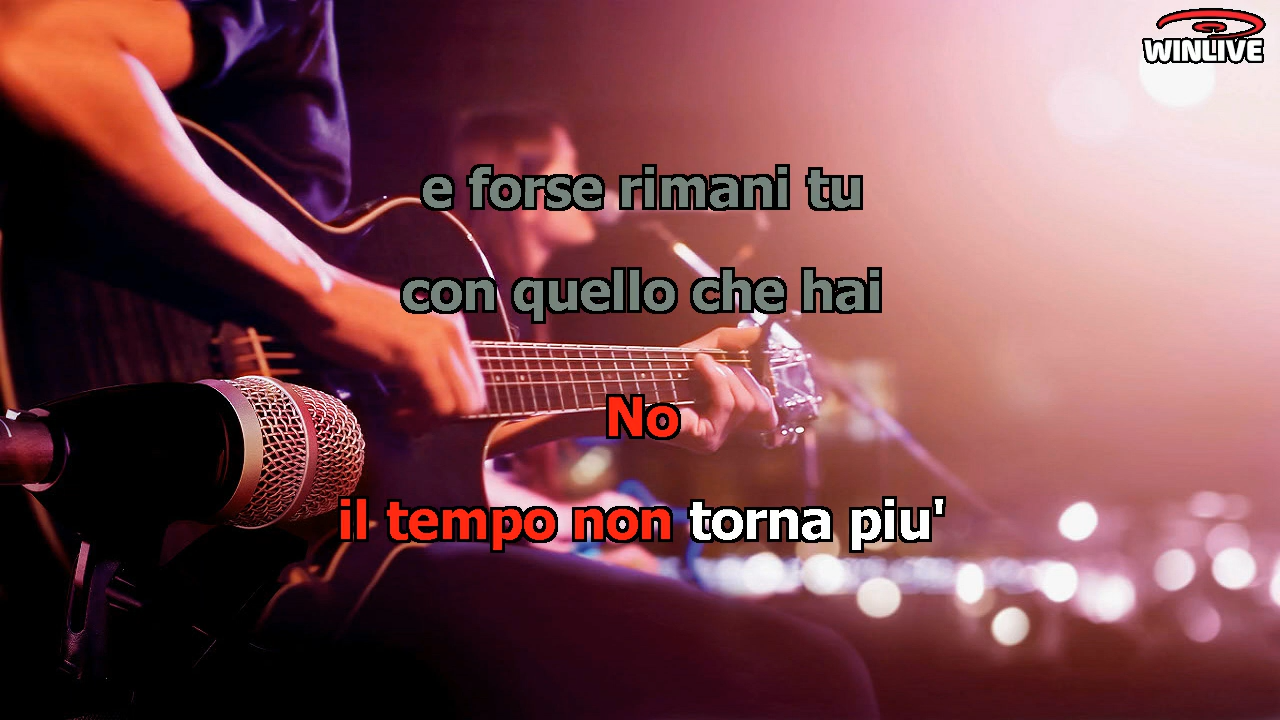 WINLIVE
e forse rimani tu
con quello che hai
No
il tempo non torna piu'